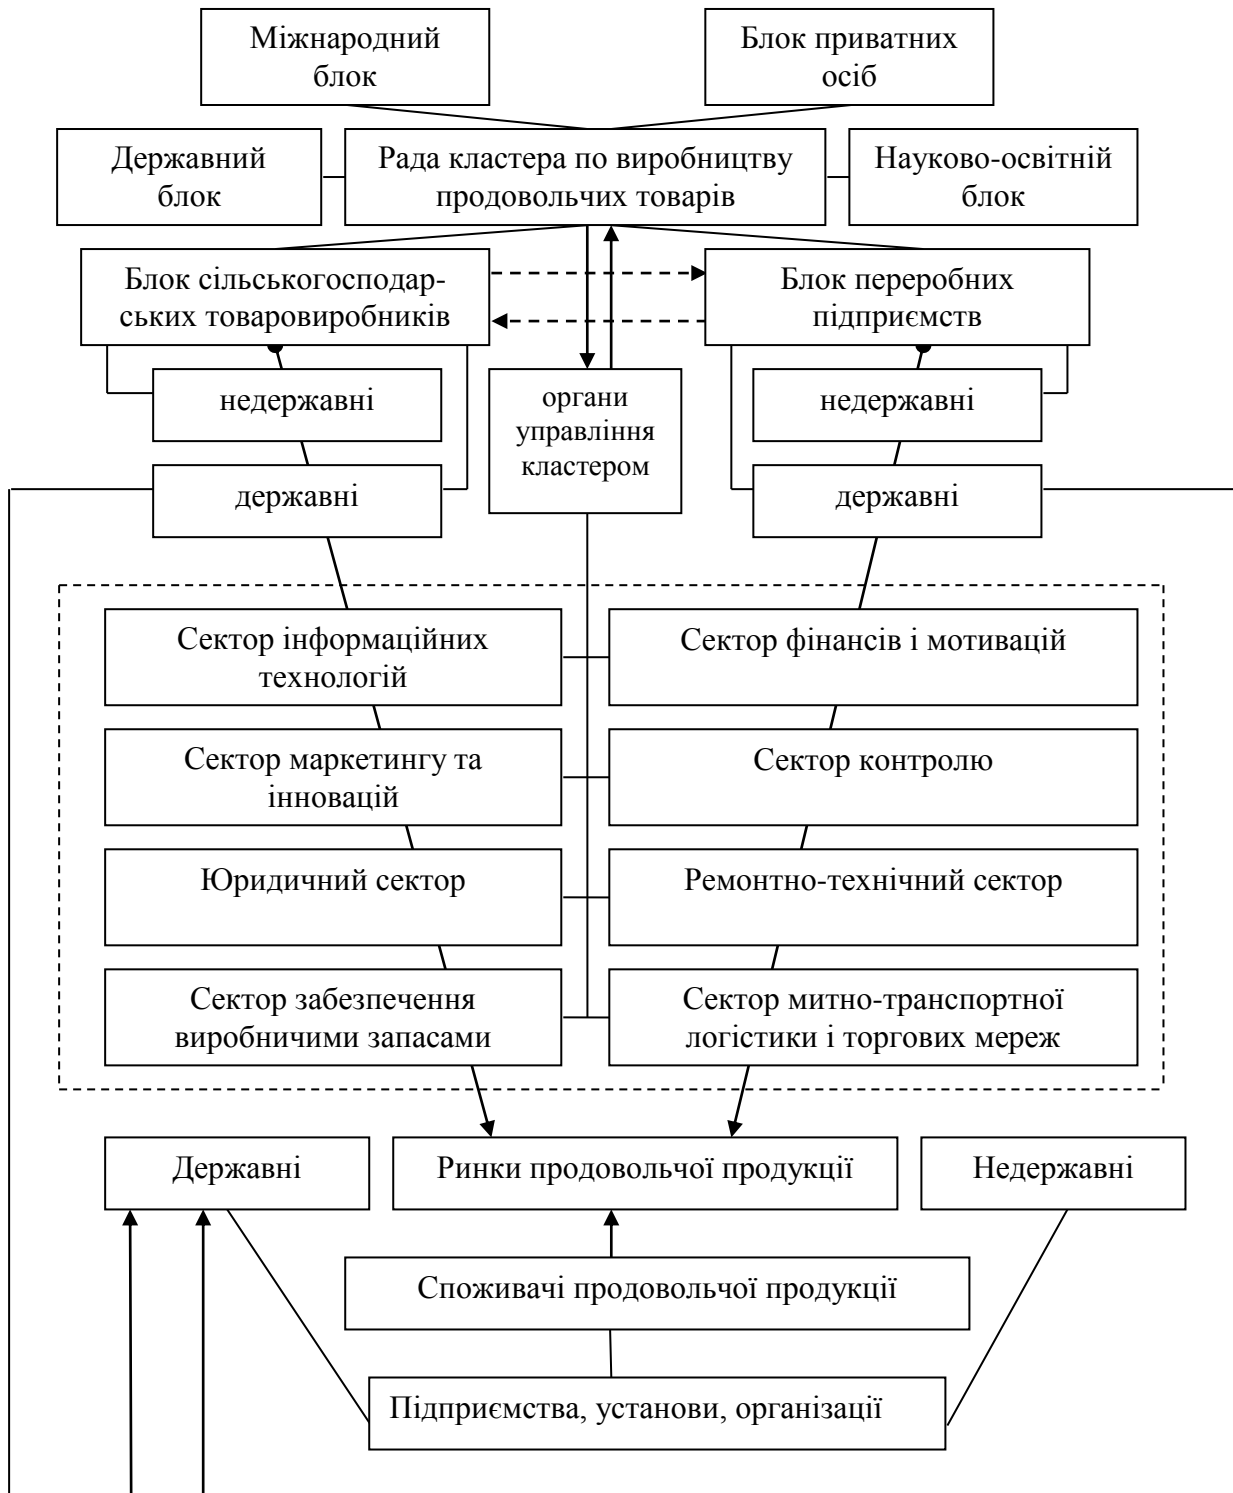 Міжнародний
блок
Блок приватних
осіб
Державний
блок
Рада кластера по виробництву
продовольчих товарів
Науково-освітній
блок
Блок сільськогосподар-
ських товаровиробників
Блок переробних
підприємств
недержавні
органи
управління
кластером
недержавні
державні
державні
Сектор інформаційних
технологій
Сектор фінансів і мотивацій
Сектор маркетингу та
інновацій
Сектор контролю
Юридичний сектор
Ремонтно-технічний сектор
Сектор забезпечення
виробничими запасами
Сектор митно-транспортної
логістики і торгових мереж
Державні
Ринки продовольчої продукції
Недержавні
Споживачі продовольчої продукції
Підприємства, установи, організації